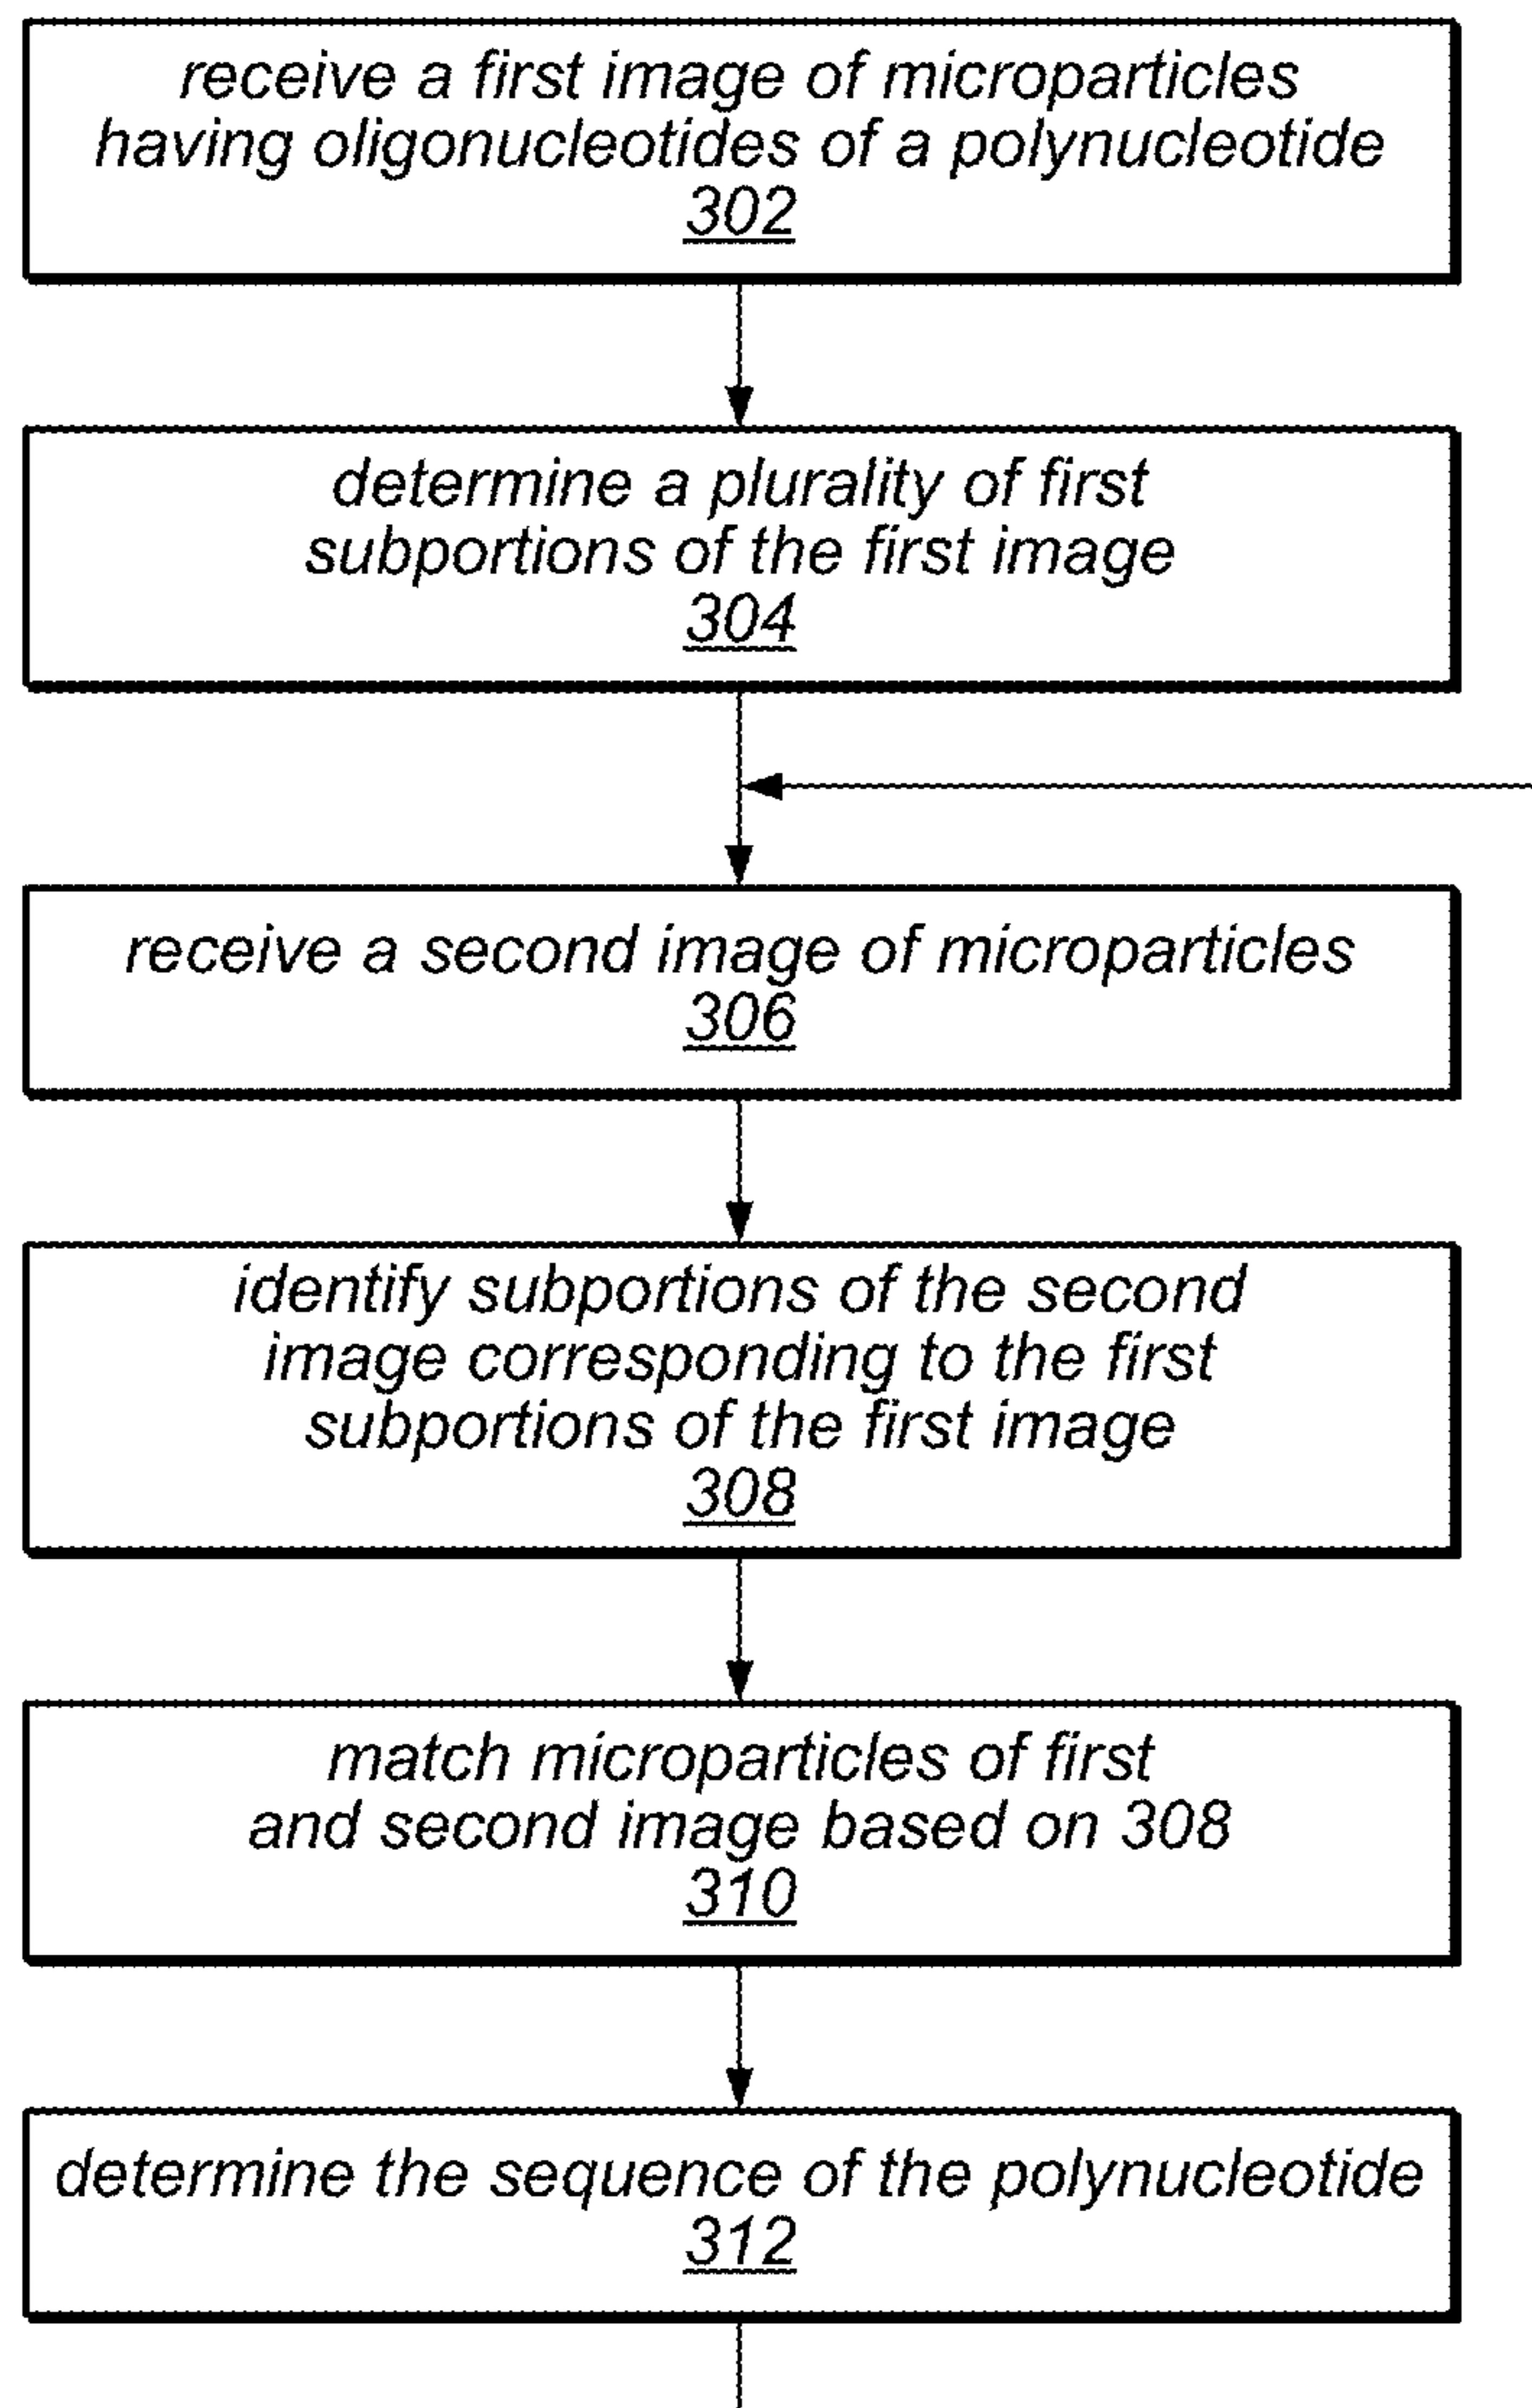 receive a first image of microparticles
having oligonucleotides of a polynucleotide
302
determine a plurality of first
subportions of the first image
304
receive a second image of microparticles
306
identify subportions of the second
image corresponding to the first
subportions of the first image
308
match microparticles of first
and second image based on 308
310
determine the sequence of the polynucleotide
312